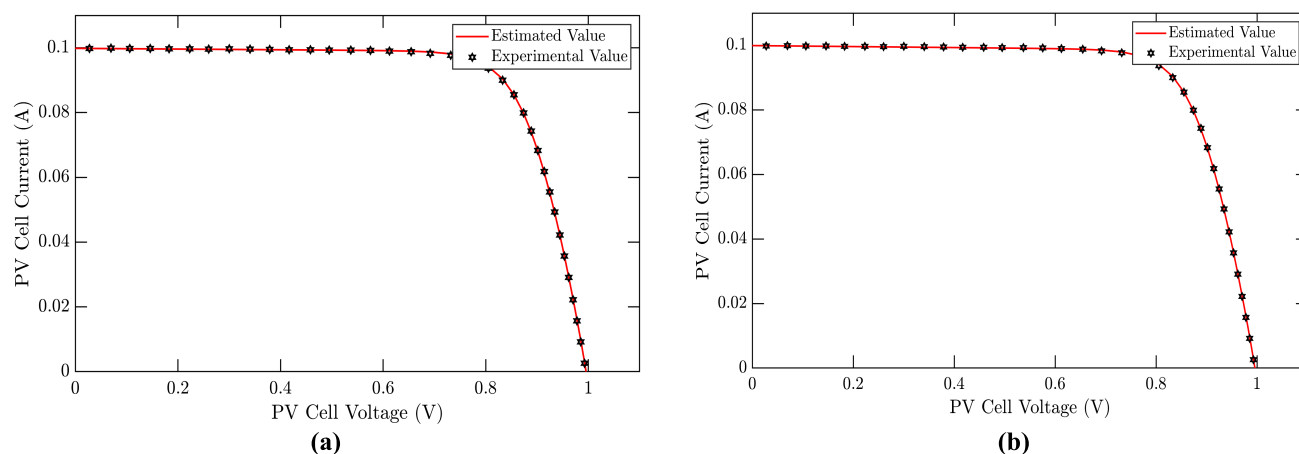 Estimated Value
Experimental Value
0.1
0.08
0.06
0.04
0.02
0
PV Cell Current (A)
0 0.2 0.4 0.6 0.8 1
PV Cell Voltage (V)
(a)
Estimated Value
Experimental Value
0.1
0.08
0.06
0.04
0.02
0
PV Cell Current (A)
0 0.2 0.4 0.6 0.8 1
PV Cell Voltage (V)
(b)